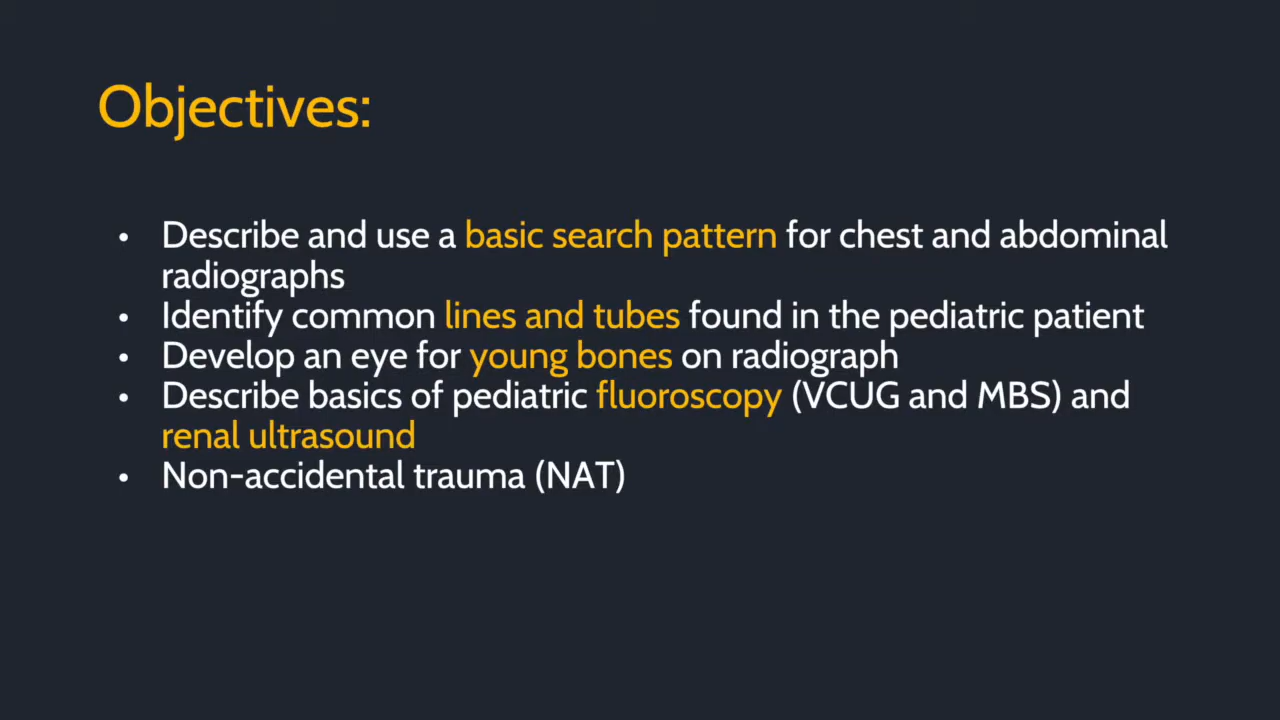 Objectives:
• Describe and use a basic search pattern for chest and abdominal
radiographs
• Identify common lines and tubes found in the pediatric patient
• Develop an eye for young bones on radiograph
• Describe basics of pediatric fluoroscopy (VCUG and MBS) and
renal ultrasound
• Non-accidental trauma (NAT)